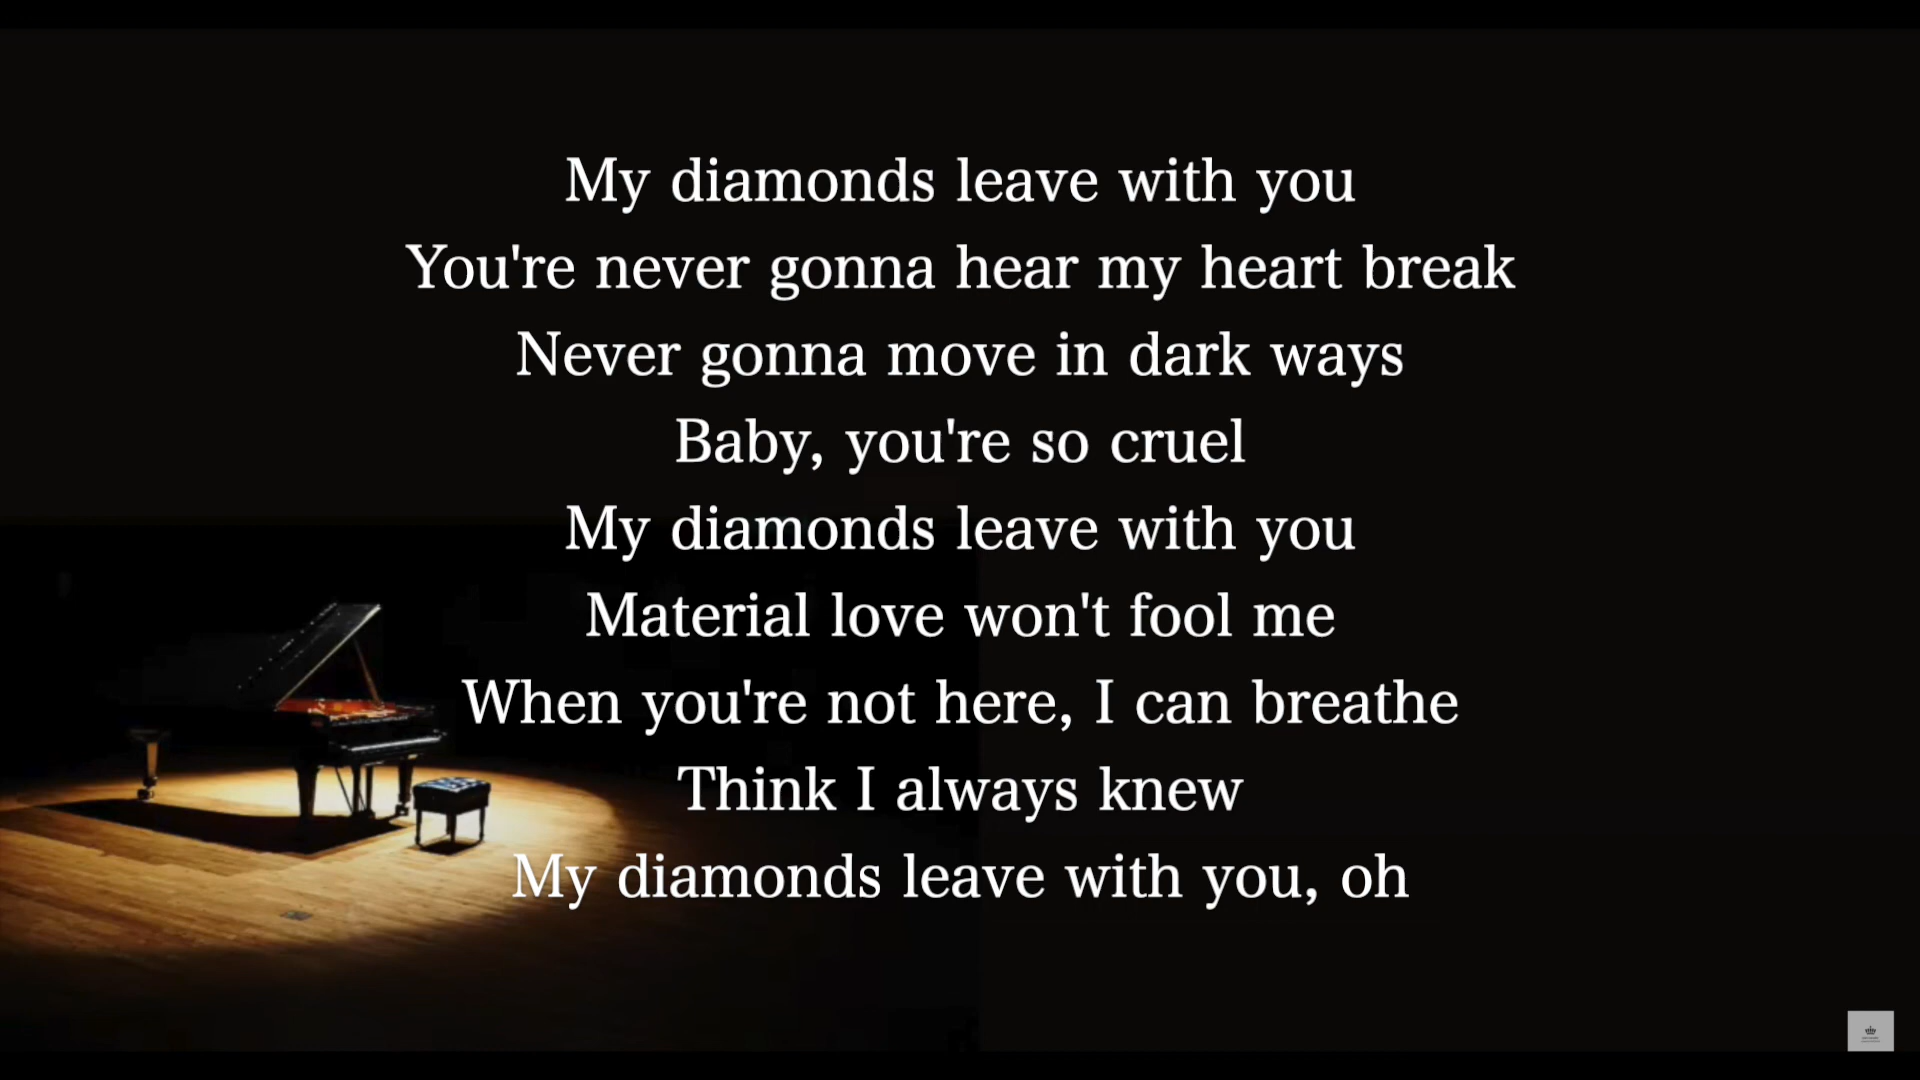 My diamonds leave with you
You're never gonna hear my heart break
Never gonna move in dark ways
Baby, you're so cruel
My diamonds leave with you
Material love won't fool me
When you're not here, I can breathe
Think I always knew
My diamonds leave with you, oh